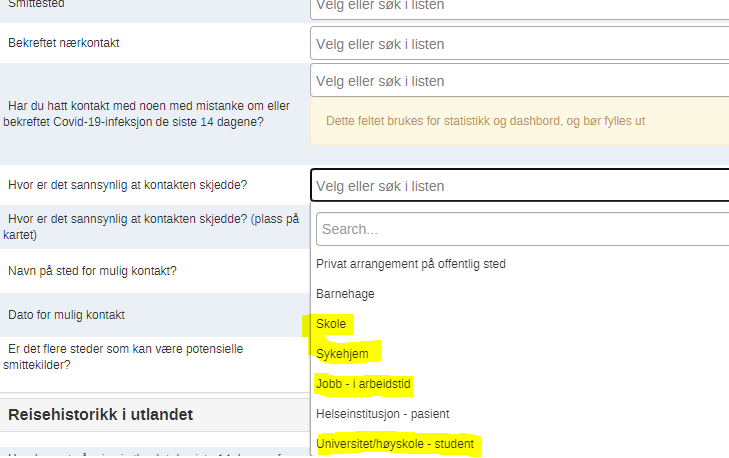 Smittested
Velg eller søk i listen
Bekreftet nærkontakt
Velg eller søk i listen
Velg eller søk i listen
Har du hatt kontakt med noen med mistanke om eller
bekreftet Covid-19-infeksjon de siste 14 dagene?
Dette feltet brukes for statistikk og dashbord, og bør fylles ut
Hvor er det sannsynlig at kontakten skjedde?
Velg eller søk i listen
Hvor er det sannsynlig at kontakten skjedde? (plass på
kartet)
Search...
Navn på sted for mulig kontakt?
Privat arrangement på offentlig sted
Barnehage
Dato for mulig kontakt
Skole
Er det flere steder som kan være potensielle
smittekilder?
Sykehjem
Jobb - i arbeidstid
Reisehistorikk i utlandet
Helseinstitusjon - pasient
Universitet/høyskole - student